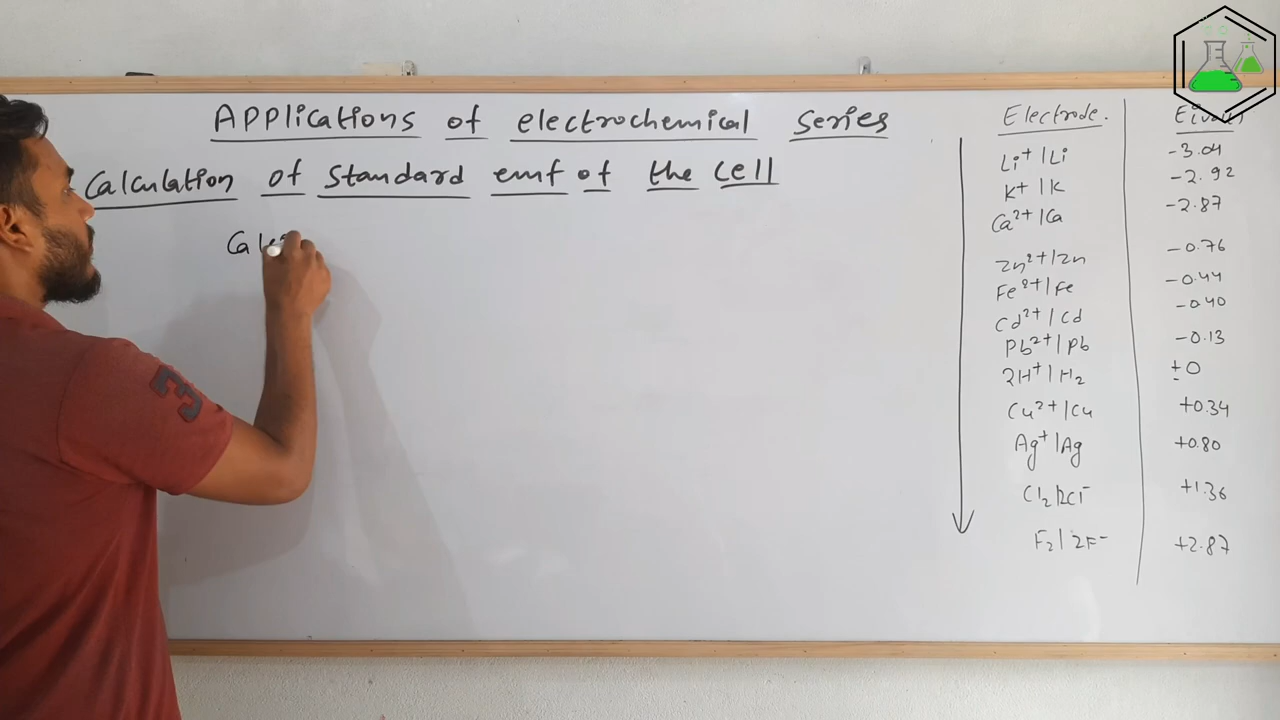 Applications of electrochemical Series
Calculation of Standard emf of the cell
Electrode.
Li⁺ | Li -3.04
K⁺ | K -2.92
Ca²⁺ | Ca -2.87
Zn²⁺ | Zn -0.76
Fe²⁺ | Fe -0.44
Cd²⁺ | Cd -0.40
Pb²⁺ | Pb -0.13
2H⁺ | H₂ ±0
Cu²⁺ | Cu +0.34
Ag⁺ | Ag +0.80
Cl₂ | 2Cl⁻ +1.36
F₂ | 2F⁻ +2.87
3